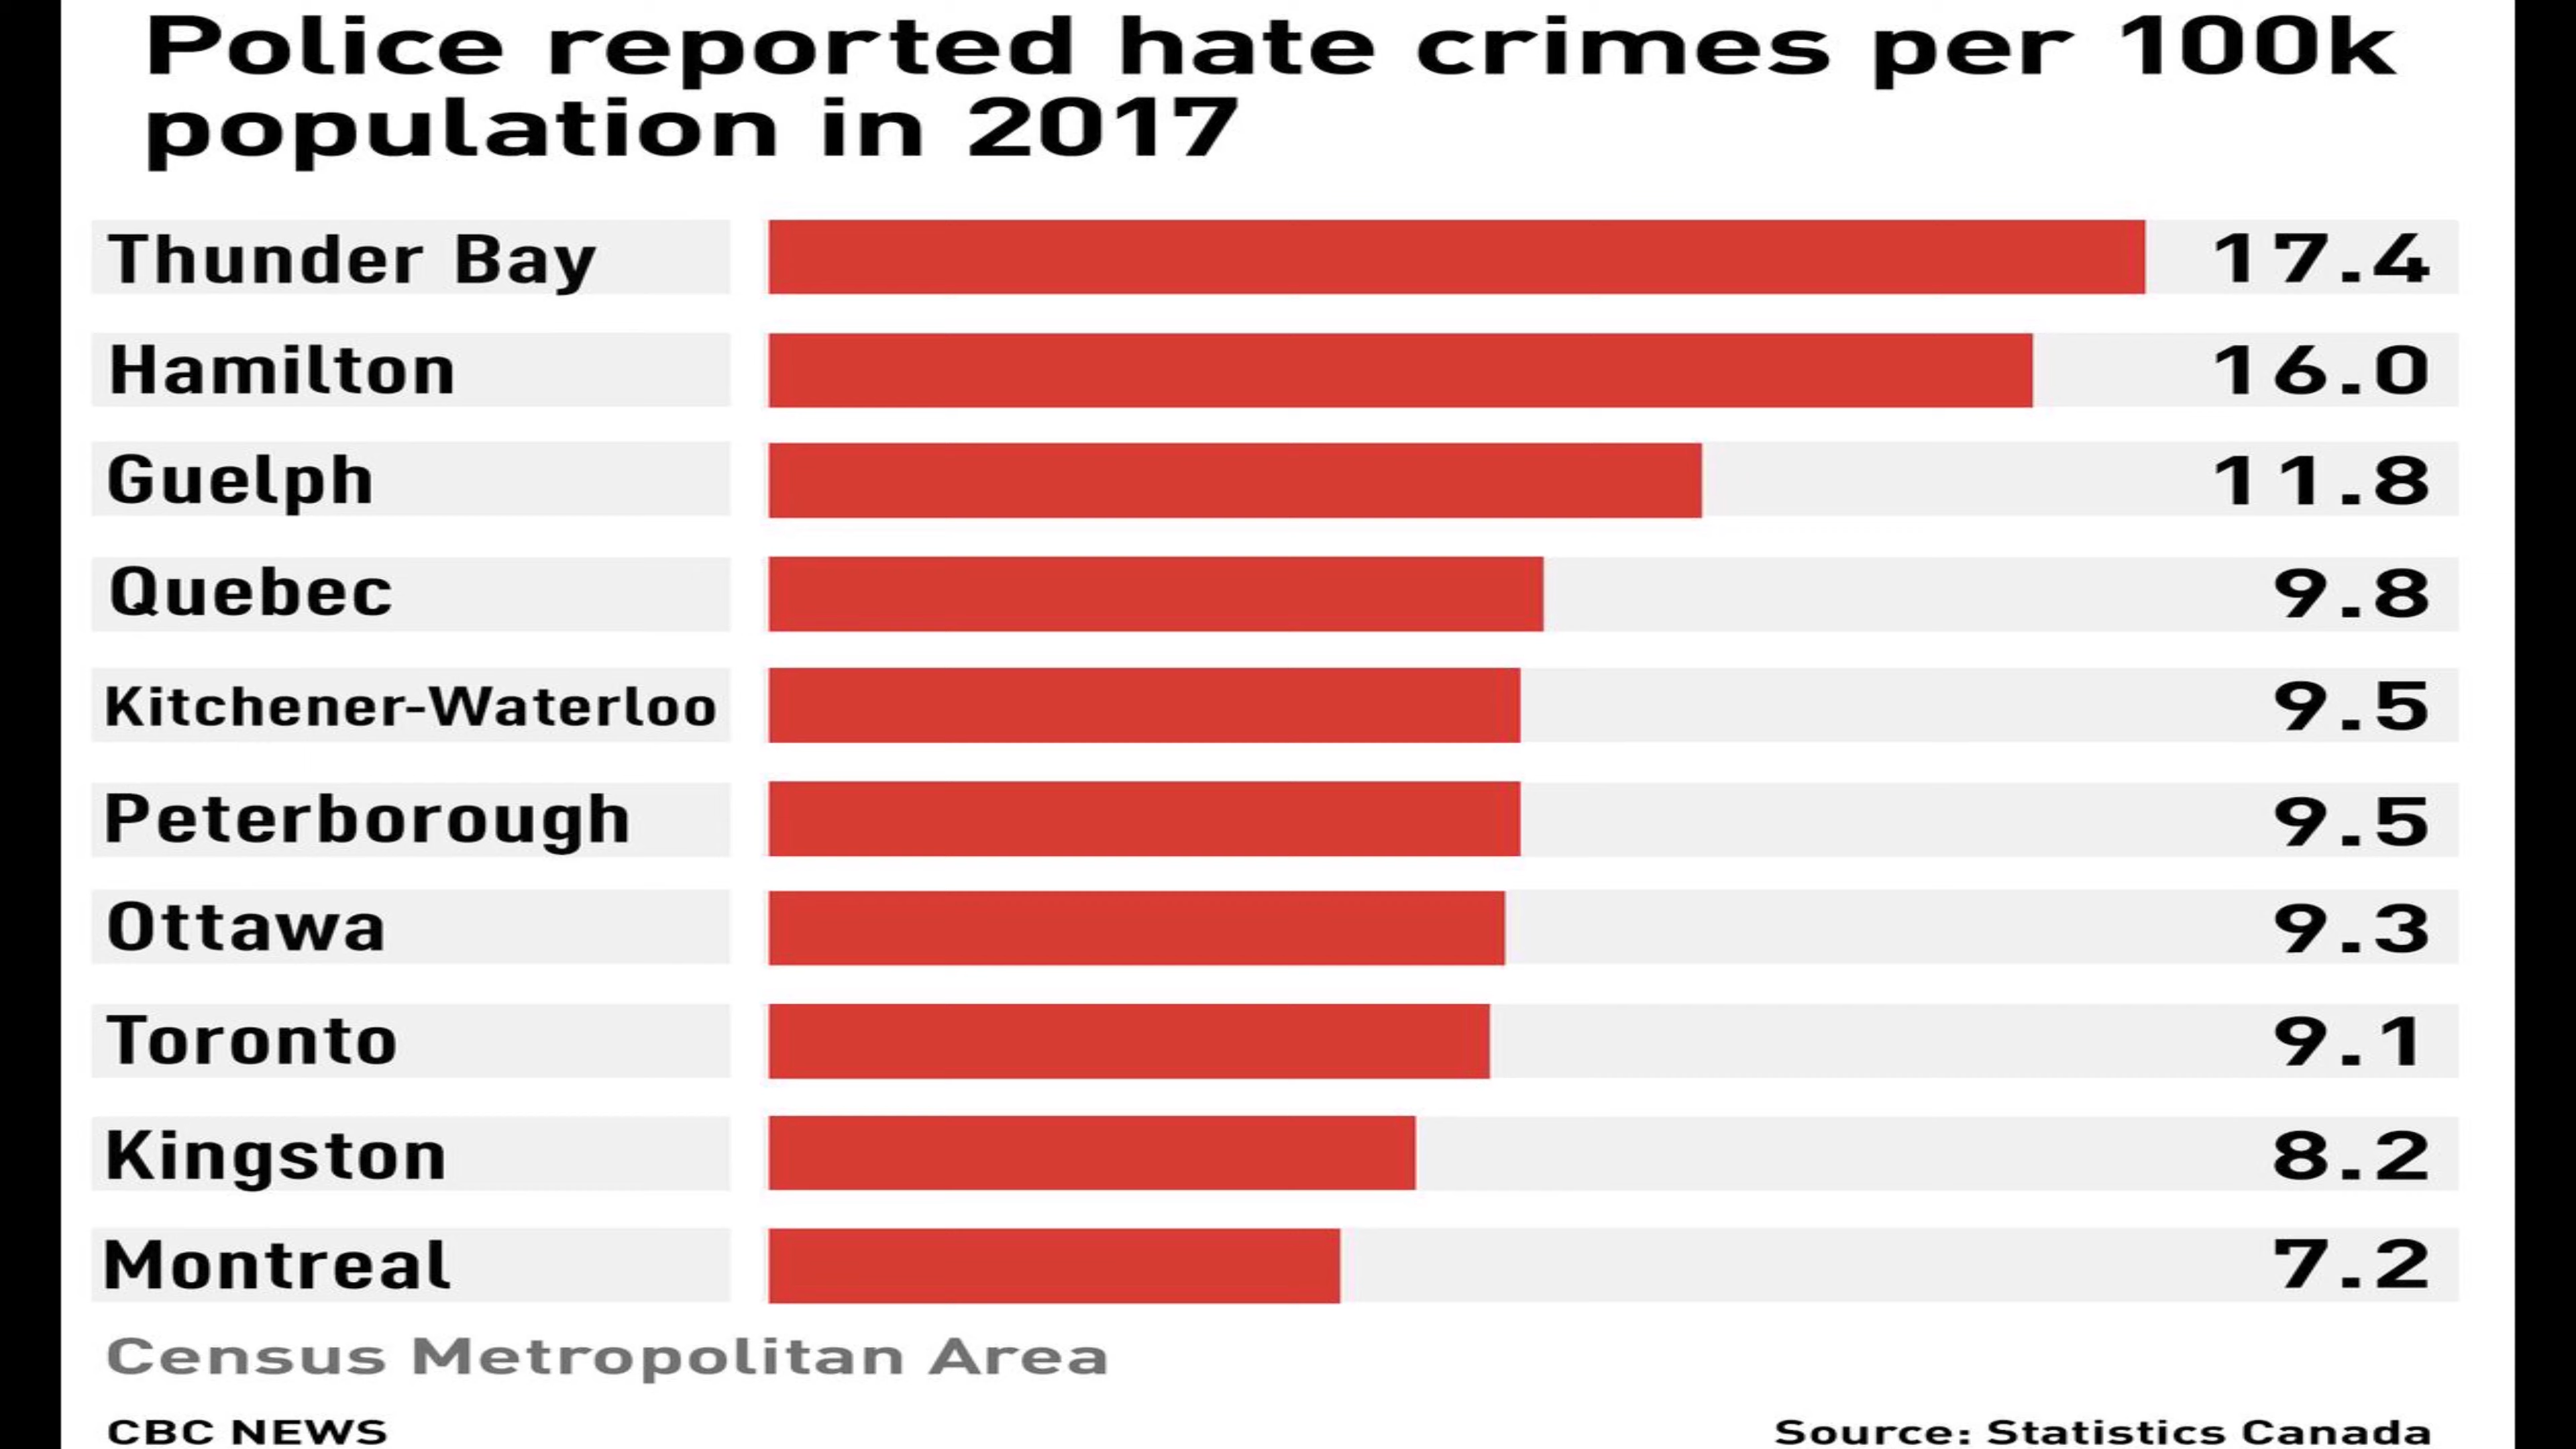 Police reported hate crimes per 100k
population in 2017
Thunder Bay 17.4
Hamilton 16.0
Guelph 11.8
Quebec 9.8
Kitchener-Waterloo 9.5
Peterborough 9.5
Ottawa 9.3
Toronto 9.1
Kingston 8.2
Montreal 7.2
Census Metropolitan Area
CBC NEWS Source: Statistics Canada